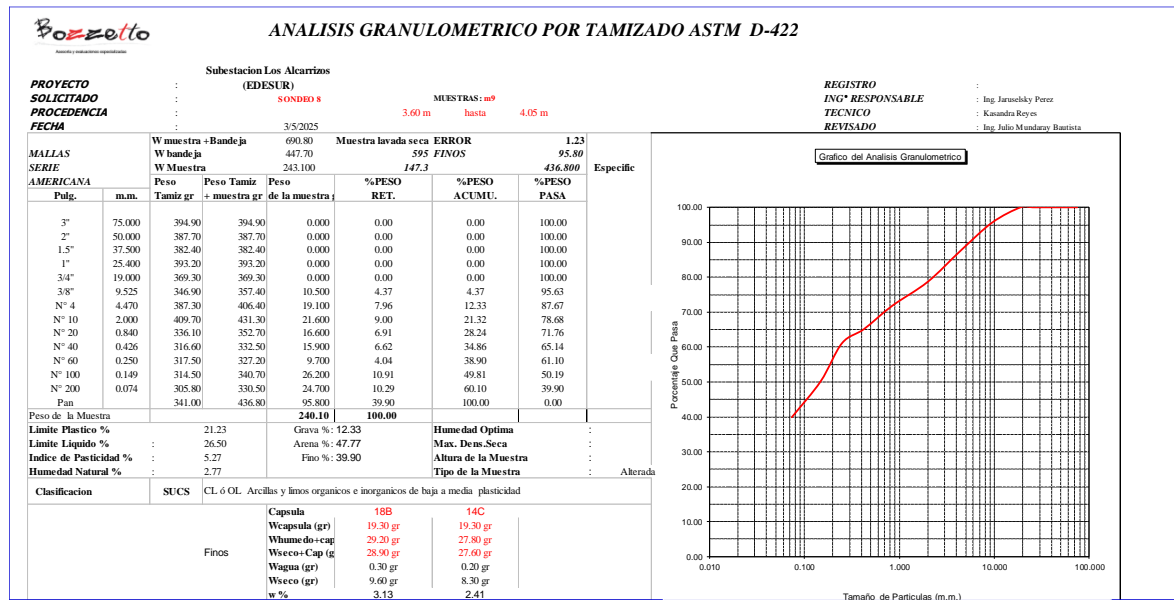 Bozzetto
Asesoria y evaluaciones especializadas
ANALISIS GRANULOMETRICO POR TAMIZADO ASTM D-422
Subestacion Los Alcarrizos
PROYECTO : (EDESUR) REGISTRO :
SOLICITADO : SONDEO 8 MUESTRAS: m9 ING* RESPONSABLE : Ing. Jaruselsky Perez
PROCEDENCIA : 3.60 m hasta 4.05 m TECNICO : Kasandra Reyes
FECHA 3/5/2025 REVISADO : Ing. Julio Mundaray Bautista
W muestra +Bandeja 690.80 Muestra lavada seca ERROR 1.23
MALLAS W bandeja 447.70 595 FINOS 95.80
SERIE W Muestra 243.100 147.3 436.800 Especific
AMERICANA Peso Peso Tamiz Peso %PESO %PESO %PESO
Pulg. m.m. Tamiz gr + muestra gr de la muestra RET. ACUMU. PASA
3" 75.000 394.90 394.90 0.000 0.00 0.00 100.00
2" 50.000 387.70 387.70 0.000 0.00 0.00 100.00
1.5" 37.500 382.40 382.40 0.000 0.00 0.00 100.00
1" 25.400 393.20 393.20 0.000 0.00 0.00 100.00
3/4" 19.000 369.30 369.30 0.000 0.00 0.00 100.00
3/8" 9.525 346.90 357.40 10.500 4.37 4.37 95.63
N° 4 4.470 387.30 406.40 19.100 7.96 12.33 87.67
N° 10 2.000 409.70 431.30 21.600 9.00 21.32 78.68
N° 20 0.840 336.10 352.70 16.600 6.91 28.24 71.76
N° 40 0.426 316.60 332.50 15.900 6.62 34.86 65.14
N° 60 0.250 317.50 327.20 9.700 4.04 38.90 61.10
N° 100 0.149 314.50 340.70 26.200 10.91 49.81 50.19
N° 200 0.074 305.80 330.50 24.700 10.29 60.10 39.90
Pan 341.00 436.80 95.800 39.90 100.00 0.00
Peso de la Muestra 240.10 100.00
Limite Plastico % 21.23 Grava %: 12.33 Humedad Optima :
Limite Liquido % : 26.50 Arena %: 47.77 Max. Dens.Seca :
Indice de Pasticidad % : 5.27 Fino %: 39.90 Altura de la Muestra :
Humedad Natural % : 2.77 Tipo de la Muestra : Alterada
Clasificacion SUCS CL ó OL Arcillas y limos organicos e inorganicos de baja a media plasticidad
Capsula 18B 14C
Wcapsula (gr) 19.30 gr 19.30 gr
Whumedo+cap 29.20 gr 27.80 gr
Finos Wseco+Cap (g 28.90 gr 27.60 gr
Wagua (gr) 0.30 gr 0.20 gr
Wseco (gr) 9.60 gr 8.30 gr
w % 3.13 2.41
Grafico del Analisis Granulometrico
Porcentaje Que Pasa
100.00
90.00
80.00
70.00
60.00
50.00
40.00
30.00
20.00
10.00
0.00
0.010 0.100 1.000 10.000 100.000
Tamaño de Particulas (m.m.)